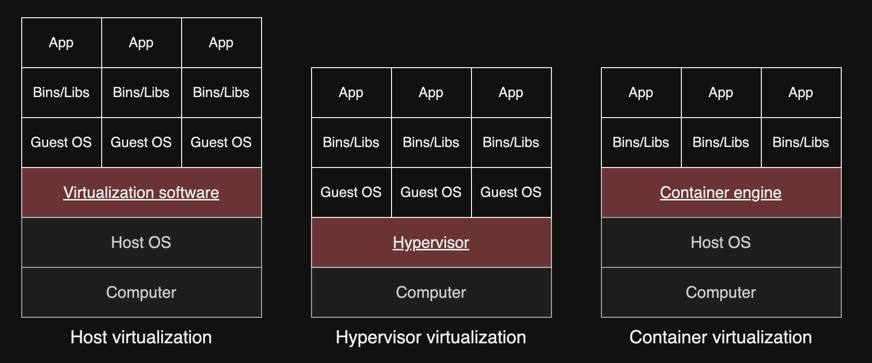 App App App
Bins/Libs Bins/Libs Bins/Libs
Guest OS Guest OS Guest OS
Virtualization software
Host OS
Computer
Host virtualization
App App App
Bins/Libs Bins/Libs Bins/Libs
Guest OS Guest OS Guest OS
Hypervisor
Computer
Hypervisor virtualization
App App App
Bins/Libs Bins/Libs Bins/Libs
Container engine
Host OS
Computer
Container virtualization